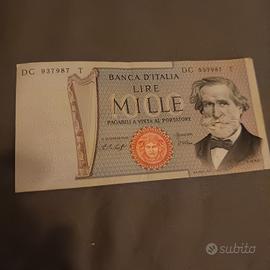 DC 937987 T DC 937987 T
BANCA D'ITALIA
LIRE
MILLE
PAGABILI A VISTA AL PORTATORE
subito